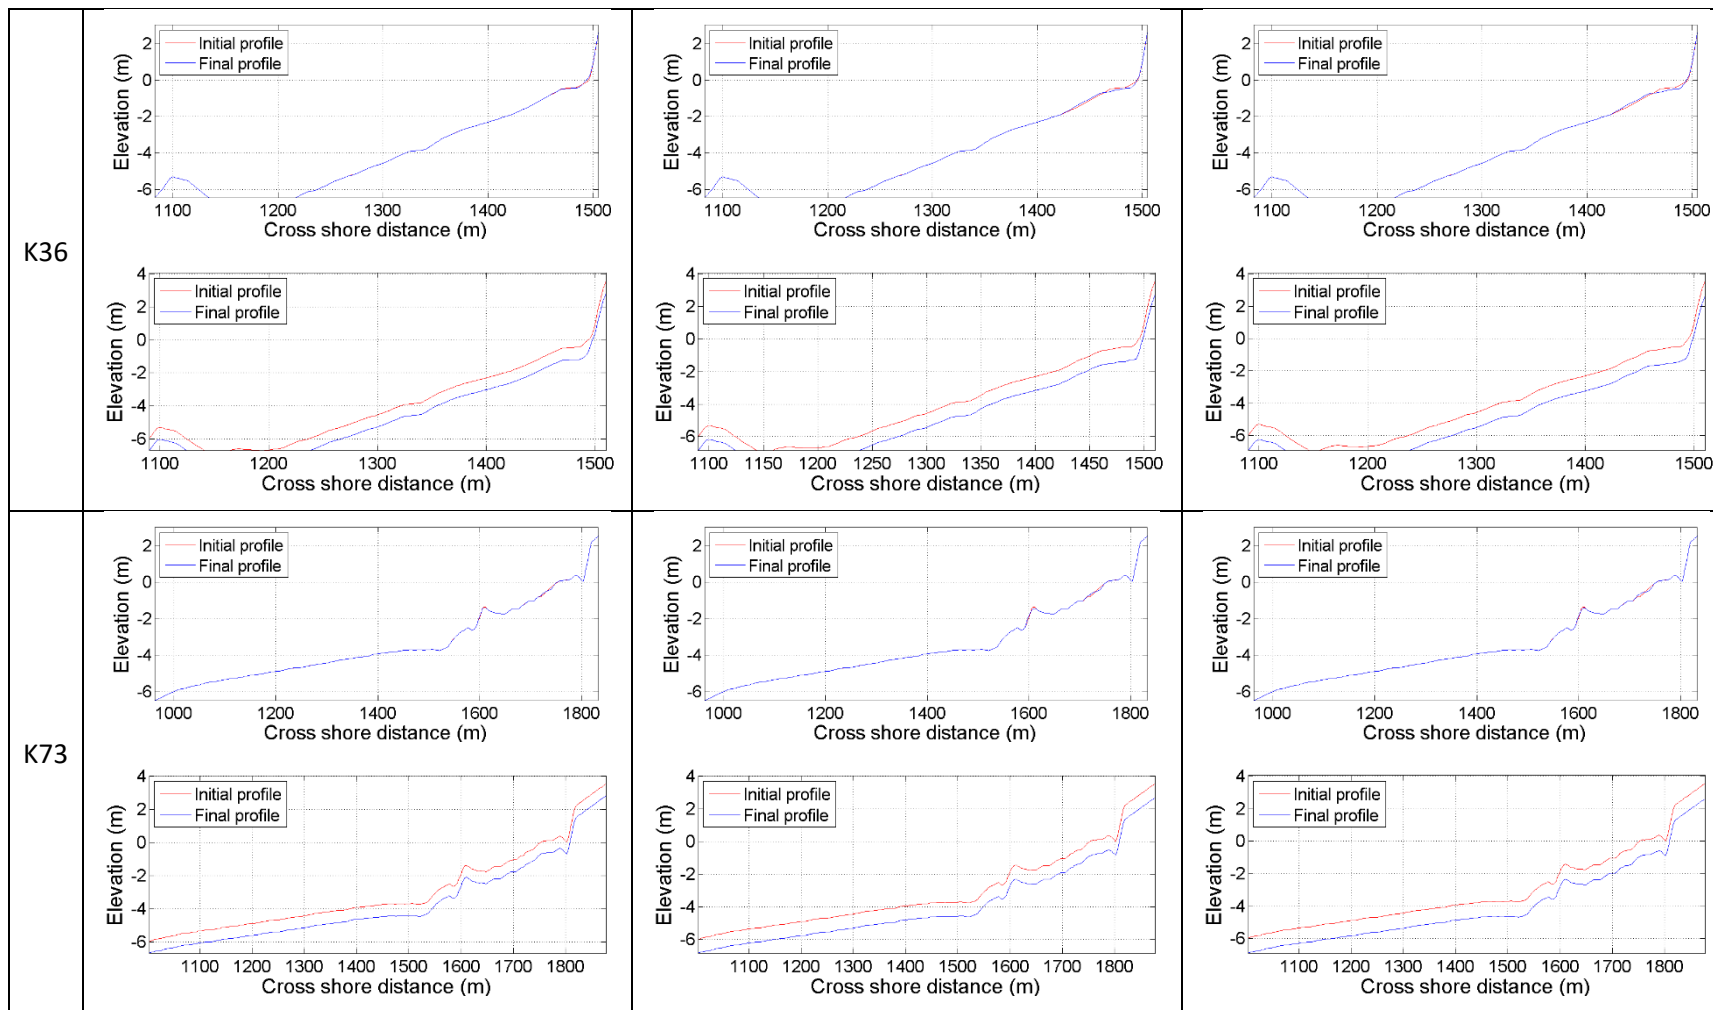 K36
Elevation (m)
2
0
-2
-4
-6
Initial profile
Final profile
1100 1200 1300 1400 1500
Cross shore distance (m)
Elevation (m)
2
0
-2
-4
-6
Initial profile
Final profile
1100 1200 1300 1400 1500
Cross shore distance (m)
Elevation (m)
2
0
-2
-4
-6
Initial profile
Final profile
1100 1200 1300 1400 1500
Cross shore distance (m)
Elevation (m)
4
2
0
-2
-4
-6
Initial profile
Final profile
1100 1200 1300 1400 1500
Cross shore distance (m)
Elevation (m)
4
2
0
-2
-4
-6
Initial profile
Final profile
1100 1150 1200 1250 1300 1350 1400 1450 1500
Cross shore distance (m)
Elevation (m)
4
2
0
-2
-4
-6
Initial profile
Final profile
1100 1200 1300 1400 1500
Cross shore distance (m)
K73
Elevation (m)
2
0
-2
-4
-6
Initial profile
Final profile
1000 1200 1400 1600 1800
Cross shore distance (m)
Elevation (m)
2
0
-2
-4
-6
Initial profile
Final profile
1000 1200 1400 1600 1800
Cross shore distance (m)
Elevation (m)
2
0
-2
-4
-6
Initial profile
Final profile
1000 1200 1400 1600 1800
Cross shore distance (m)
Elevation (m)
4
2
0
-2
-4
-6
Initial profile
Final profile
1100 1200 1300 1400 1500 1600 1700 1800
Cross shore distance (m)
Elevation (m)
4
2
0
-2
-4
-6
Initial profile
Final profile
1100 1200 1300 1400 1500 1600 1700 1800
Cross shore distance (m)
Elevation (m)
4
2
0
-2
-4
-6
Initial profile
Final profile
1100 1200 1300 1400 1500 1600 1700 1800
Cross shore distance (m)